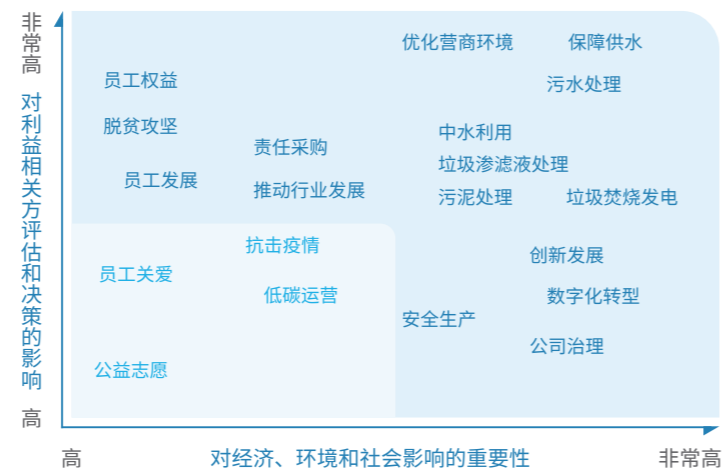 非常高
对利益相关方评估和决策的影响
高
优化营商环境
保障供水
员工权益
污水处理
脱贫攻坚
中水利用
责任采购
垃圾渗滤液处理
员工发展
推动行业发展
污泥处理
垃圾焚烧发电
抗击疫情
创新发展
员工关爱
低碳运营
数字化转型
安全生产
公司治理
公益志愿
高
对经济、环境和社会影响的重要性
非常高